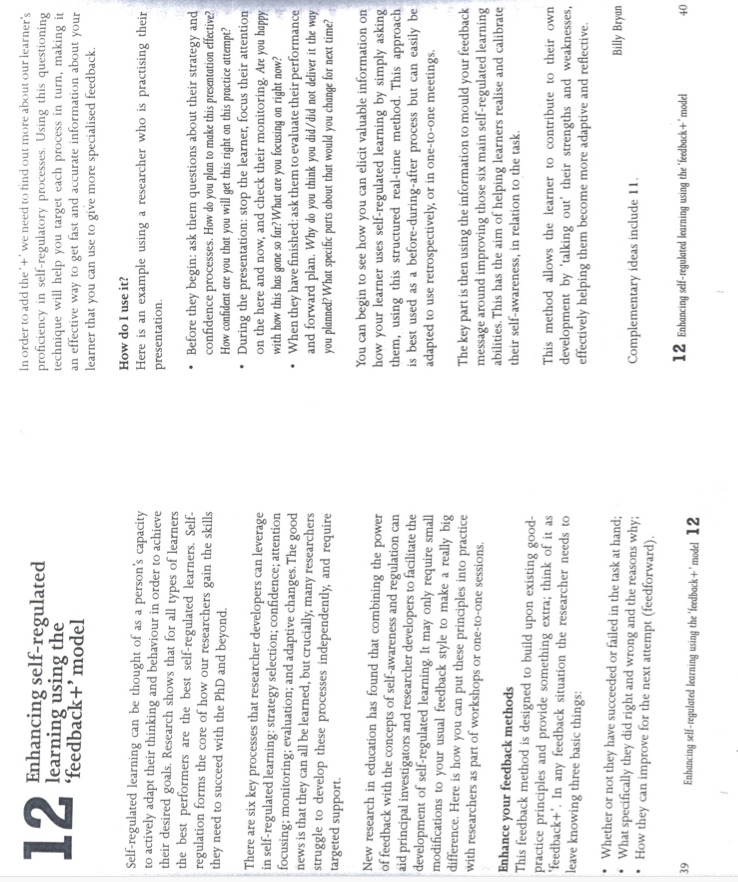 12 Enhancing self-regulated
learning using the
‘feedback+’ model
Self-regulated learning can be thought of as a person's capacity
to actively adapt their thinking and behaviour in order to achieve
their desired goals. Research shows that for all types of learners
the best performers are the best self-regulated learners. Self-
regulation forms the core of how our researchers gain the skills
they need to succeed with the PhD and beyond.
There are six key processes that researcher developers can leverage
in self-regulated learning: strategy selection; confidence; attention
focusing; monitoring; evaluation; and adaptive changes. The good
news is that they can all be learned, but crucially, many researchers
struggle to develop these processes independently, and require
targeted support.
New research in education has found that combining the power
of feedback with the concepts of self-awareness and regulation can
aid principal investigators and researcher developers to facilitate the
development of self-regulated learning. It may only require small
modifications to your usual feedback style to make a really big
difference. Here is how you can put these principles into practice
with researchers as part of workshops or one-to-one sessions.
Enhance your feedback methods
This feedback method is designed to build upon existing good-
practice principles and provide something extra; think of it as
‘feedback+’. In any feedback situation the researcher needs to
leave knowing three basic things:
• Whether or not they have succeeded or failed in the task at hand;
• What specifically they did right and wrong and the reasons why;
• How they can improve for the next attempt (feedforward).
39 Enhancing self-regulated learning using the ‘feedback+’ model 12
In order to add the ‘+’ we need to find out more about our learner's
proficiency in self-regulatory processes. Using this questioning
technique will help you target each process in turn, making it
an effective way to get fast and accurate information about your
learner that you can use to give more specialised feedback.
How do I use it?
Here is an example using a researcher who is practising their
presentation.
• Before they begin: ask them questions about their strategy and
confidence processes. How do you plan to make this presentation effective?
How confident are you that you will get this right on this practice attempt?
• During the presentation: stop the learner, focus their attention
on the here and now, and check their monitoring. Are you happy
with how this has gone so far? What are you focusing on right now?
• When they have finished: ask them to evaluate their performance
and forward plan. Why do you think you did/did not deliver it the way
you planned? What specific parts about that would you change for next time?
You can begin to see how you can elicit valuable information on
how your learner uses self-regulated learning by simply asking
them, using this structured real-time method. This approach
is best used as a before-during-after process but can easily be
adapted to use retrospectively, or in one-to-one meetings.
The key part is then using the information to mould your feedback
message around improving those six main self-regulated learning
abilities. This has the aim of helping learners realise and calibrate
their self-awareness, in relation to the task.
This method allows the learner to contribute to their own
development by ‘talking out’ their strengths and weaknesses,
effectively helping them become more adaptive and reflective.
Billy Bryan
Complementary ideas include 11.
12 Enhancing self-regulated learning using the ‘feedback+’ model 40